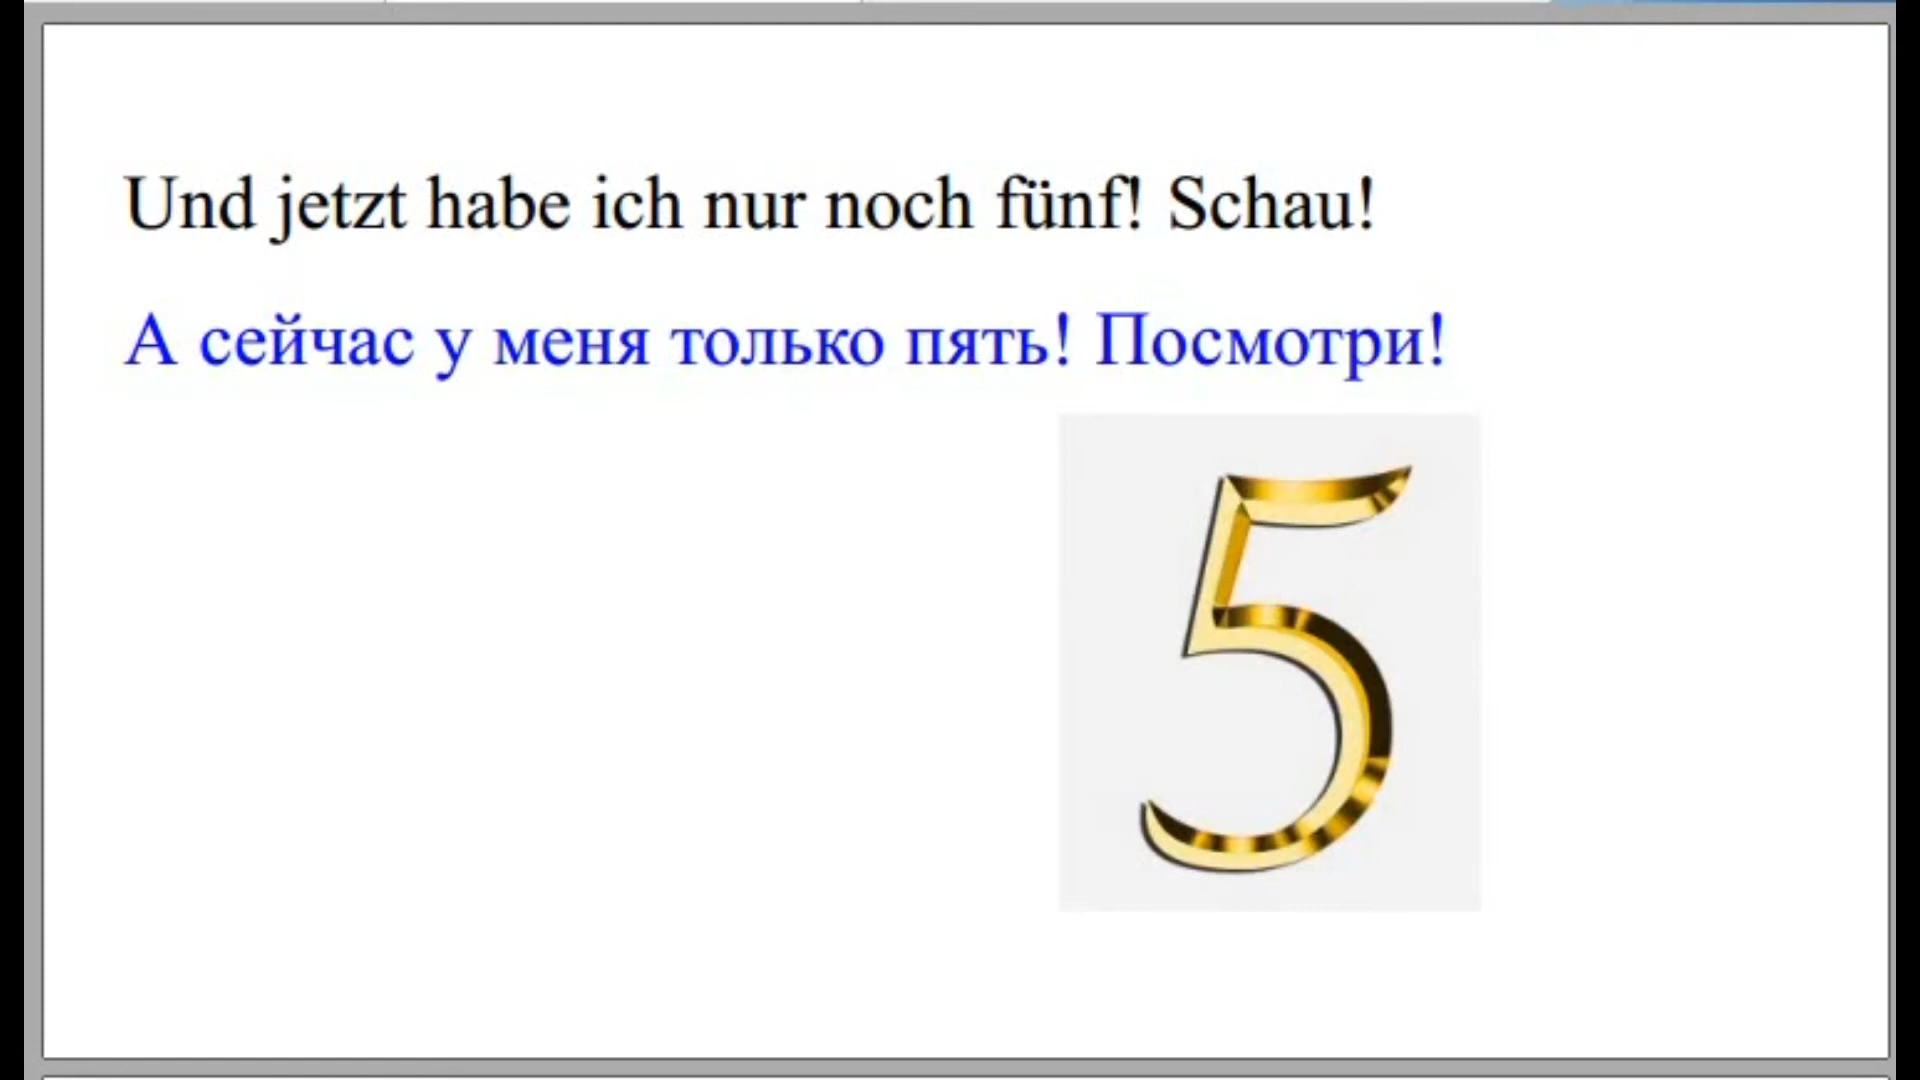 Und jetzt habe ich nur noch fünf! Schau!
А сейчас у меня только пять! Посмотри!
5